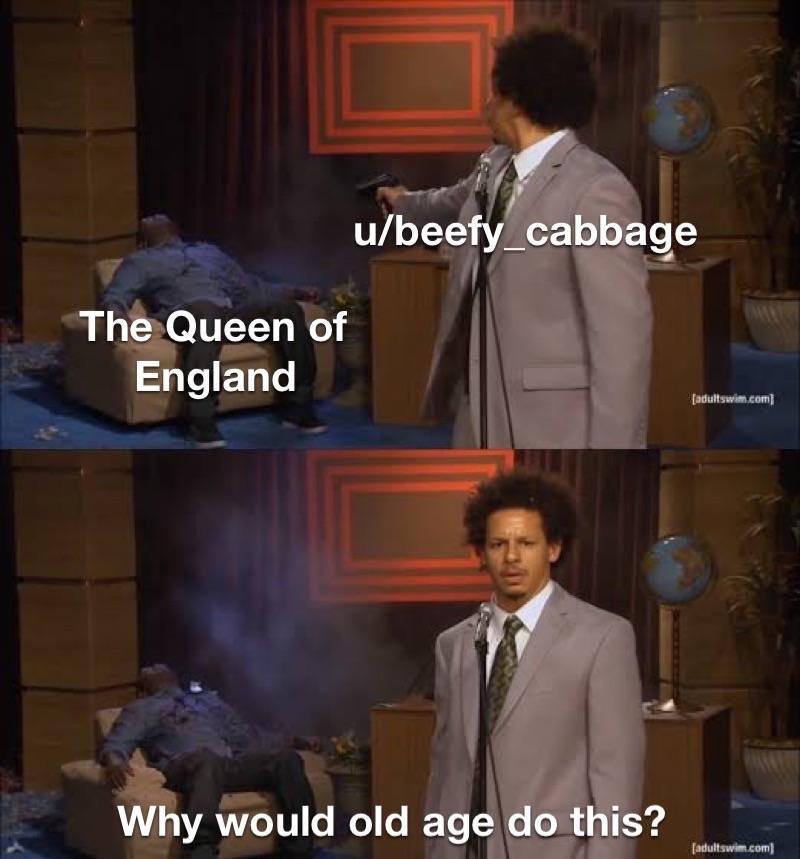 u/beefy_cabbage
The Queen of
England
[adultswim.com]
Why would old age do this?
[adultswim.com]